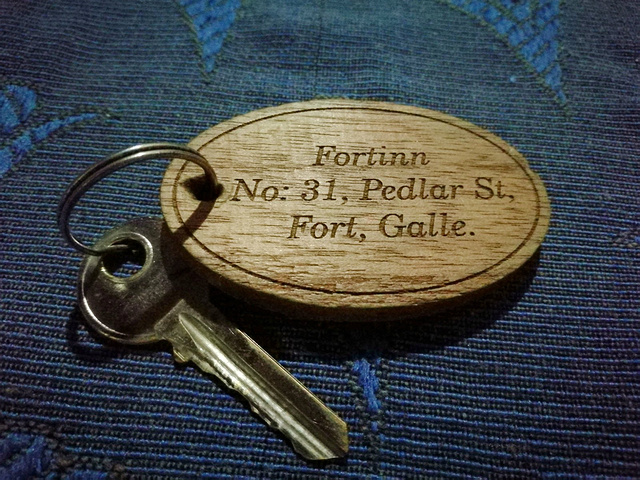 Fortinn
No: 31, Pedlar St,
Fort, Galle.